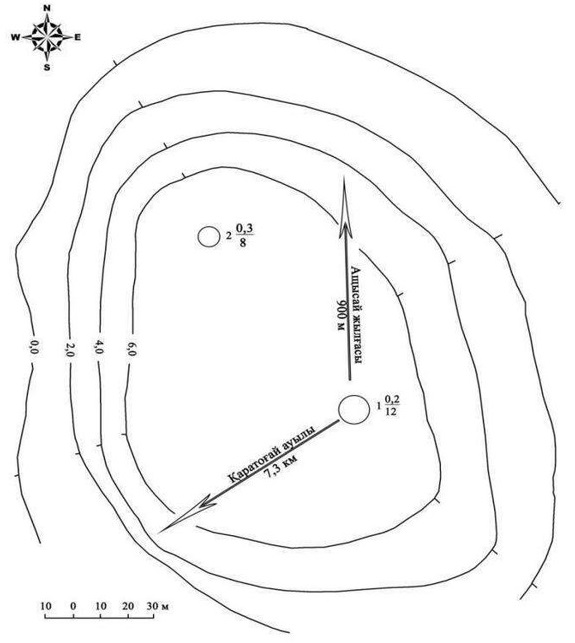 N
W E
S
2 0,3
8
Ащысай жылғасы
900 м
0,0
2,0
4,0
6,0
1 0,2
12
Қаратоғай ауылы
7,3 км
10 0 10 20 30 м